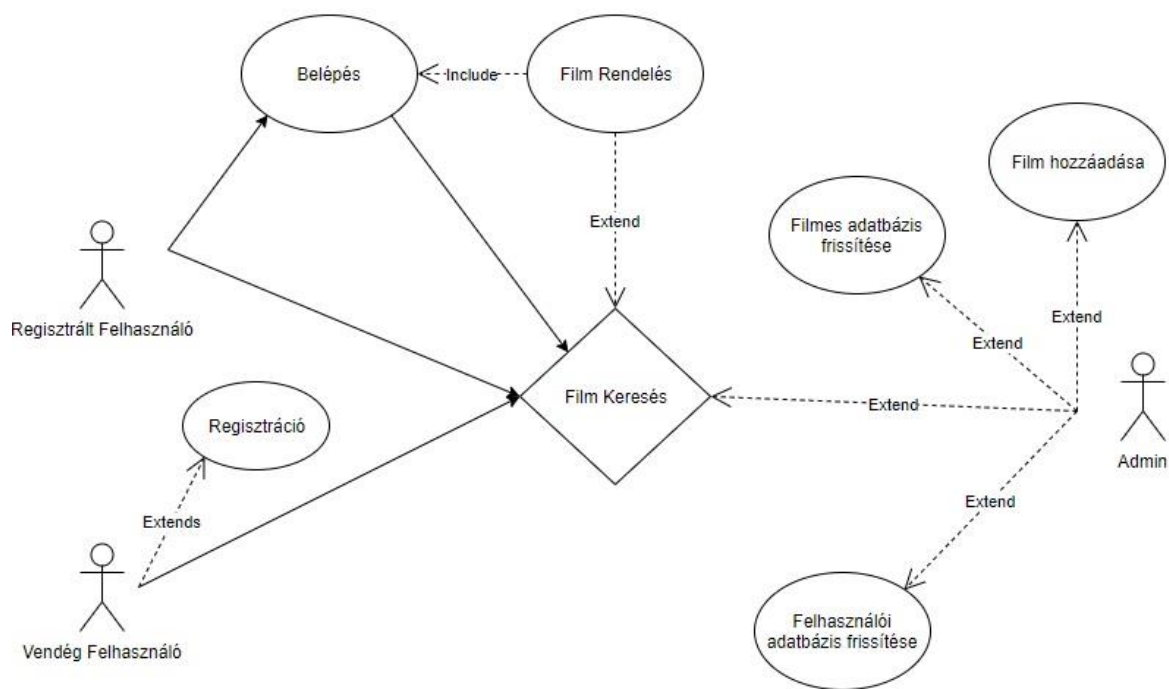 Belépés
Include
Film Rendelés
Film hozzáadása
Extend
Filmes adatbázis
frissítése
Regisztrált Felhasználó
Extend
Extend
Film Keresés
Extend
Regisztráció
Admin
Extends
Extend
Vendég Felhasználó
Felhasználói
adatbázis frissítése